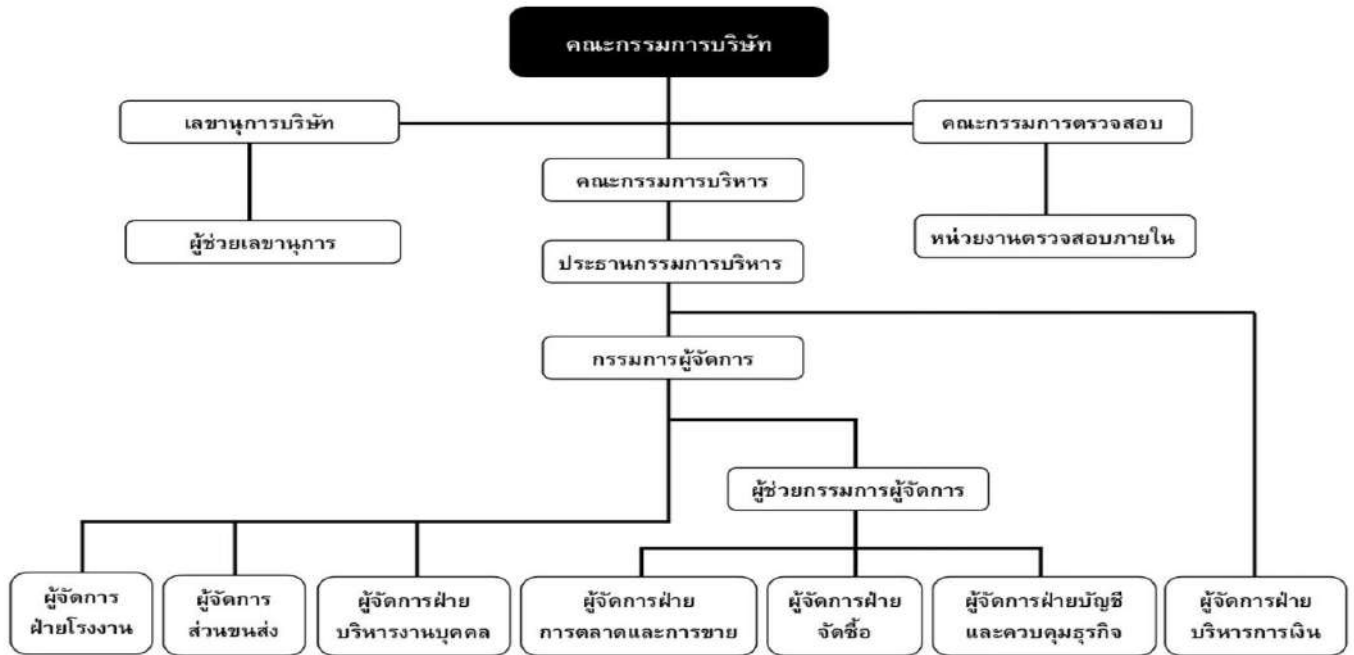 คณะกรรมการบริษัท
เลขานุการบริษัท
คณะกรรมการตรวจสอบ
คณะกรรมการบริหาร
ผู้ช่วยเลขานุการ
หน่วยงานตรวจสอบภายใน
ประธานกรรมการบริหาร
กรรมการผู้จัดการ
ผู้ช่วยกรรมการผู้จัดการ
ผู้จัดการ
ฝ่ายโรงงาน
ผู้จัดการ
ส่วนขนส่ง
ผู้จัดการฝ่าย
บริหารงานบุคคล
ผู้จัดการฝ่าย
การตลาดและการขาย
ผู้จัดการฝ่าย
จัดซื้อ
ผู้จัดการฝ่ายบัญชี
และควบคุมธุรกิจ
ผู้จัดการฝ่าย
บริหารการเงิน